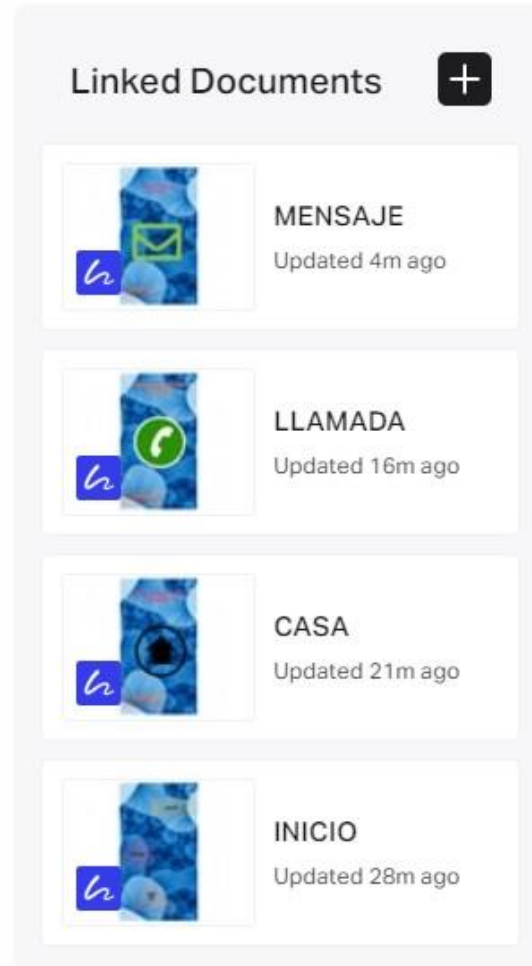 Linked Documents
MENSAJE
Updated 4m ago
LLAMADA
Updated 16m ago
CASA
Updated 21m ago
INICIO
Updated 28m ago